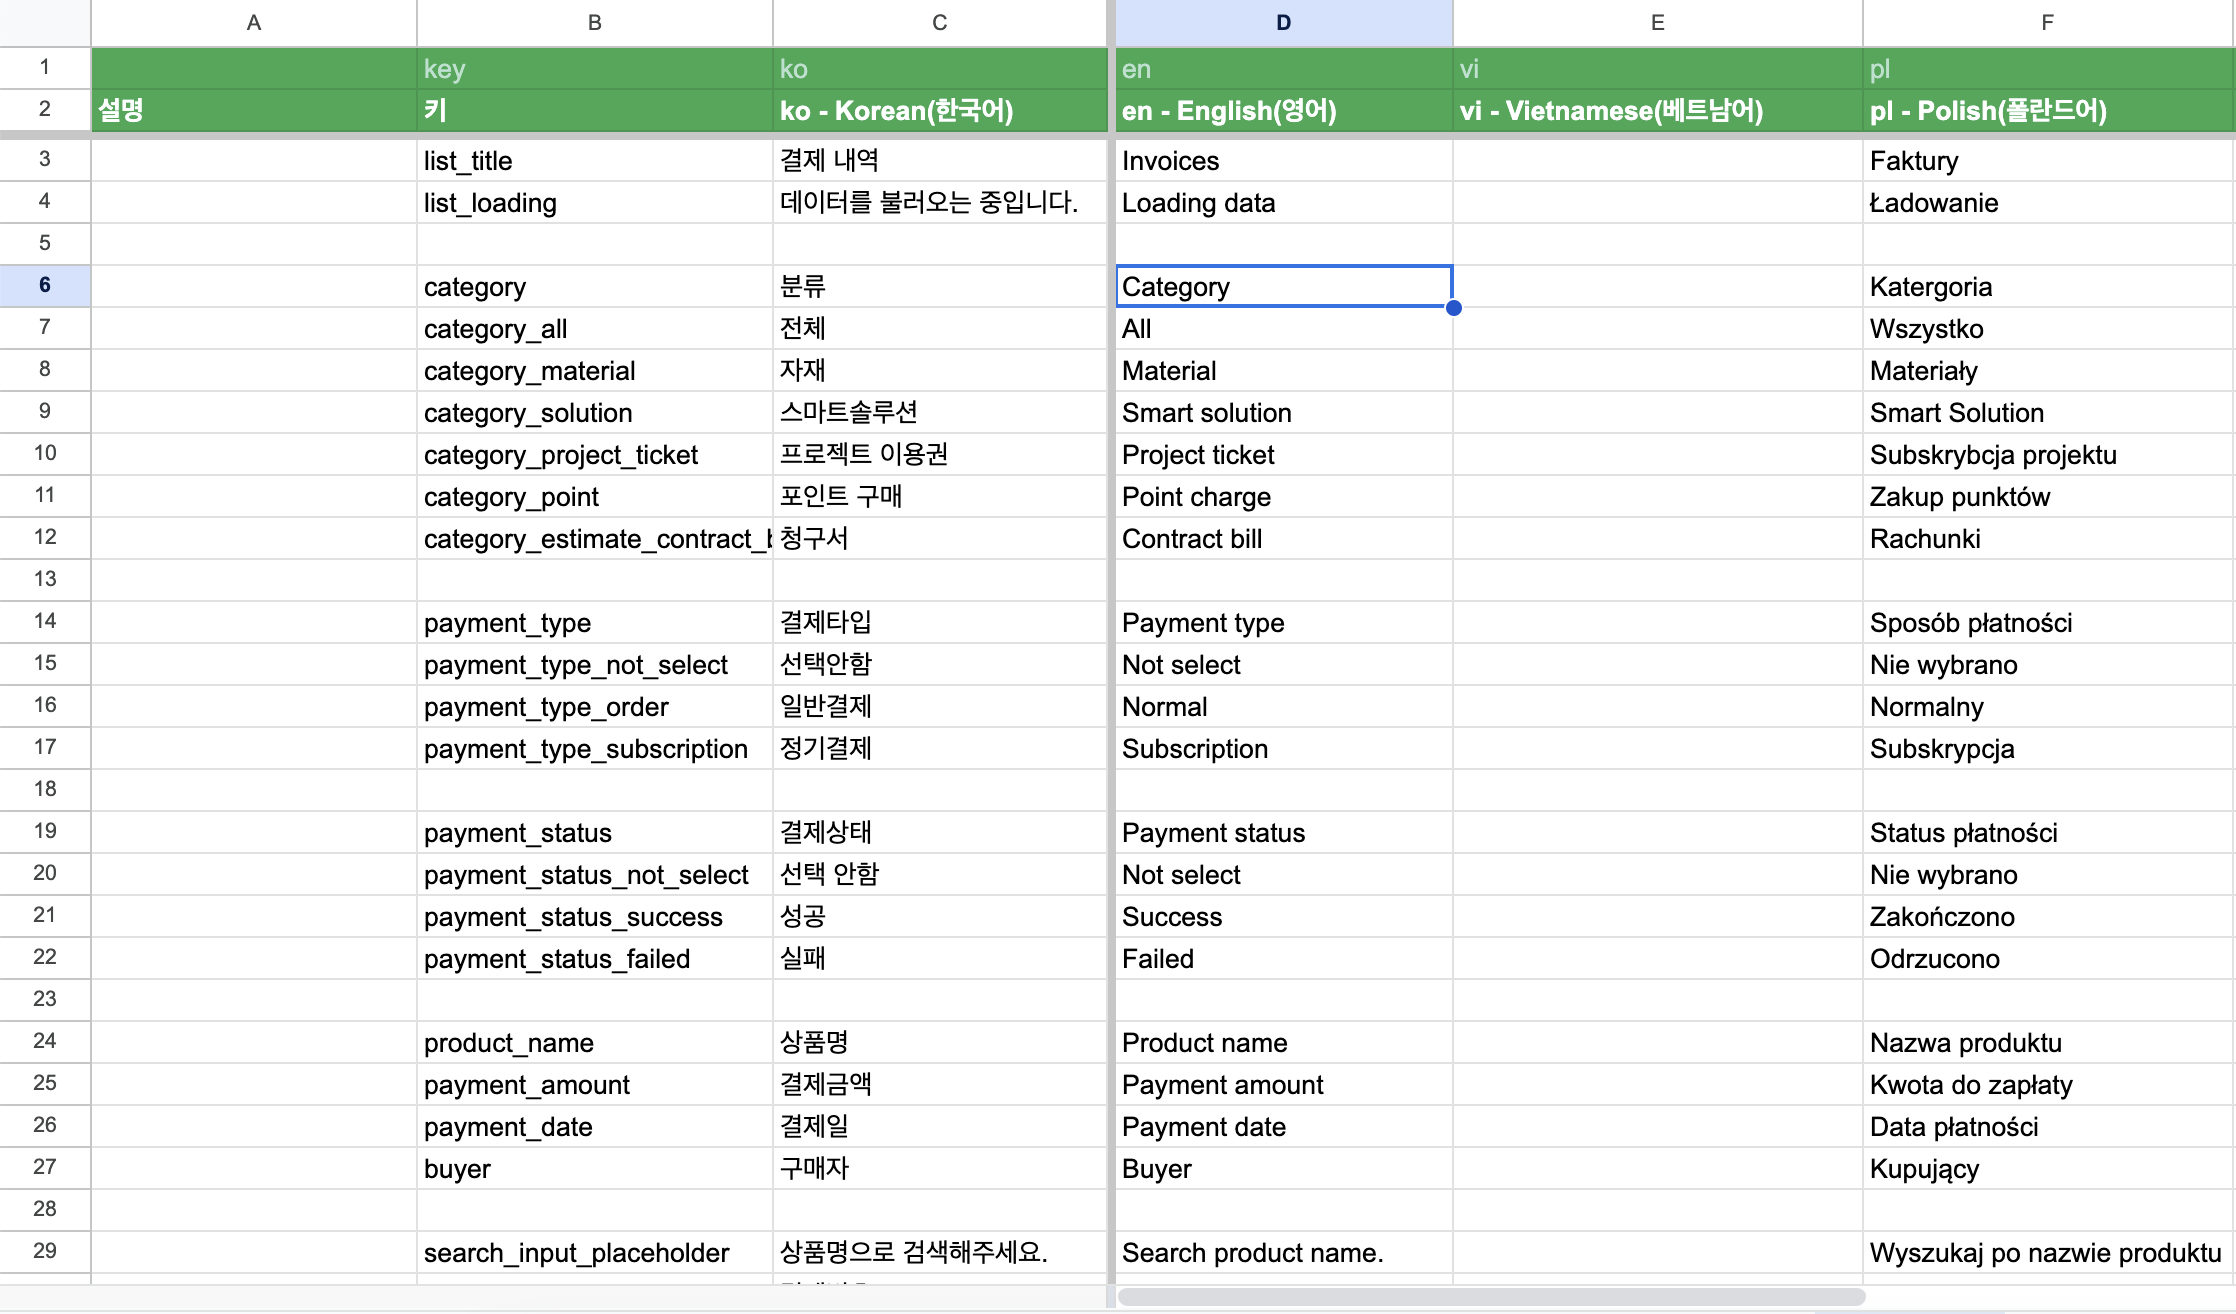 A B C D E F
1 key ko en vi pl
2 설명 키 ko - Korean(한국어) en - English(영어) vi - Vietnamese(베트남어) pl - Polish(폴란드어)
3 list_title 결제 내역 Invoices Faktury
4 list_loading 데이터를 불러오는 중입니다. Loading data Ładowanie
5
6 category 분류 Category Katergoria
7 category_all 전체 All Wszystko
8 category_material 자재 Material Materiały
9 category_solution 스마트솔루션 Smart solution Smart Solution
10 category_project_ticket 프로젝트 이용권 Project ticket Subskrybcja projektu
11 category_point 포인트 구매 Point charge Zakup punktów
12 category_estimate_contract_b 청구서 Contract bill Rachunki
13
14 payment_type 결제타입 Payment type Sposób płatności
15 payment_type_not_select 선택안함 Not select Nie wybrano
16 payment_type_order 일반결제 Normal Normalny
17 payment_type_subscription 정기결제 Subscription Subskrypcja
18
19 payment_status 결제상태 Payment status Status płatności
20 payment_status_not_select 선택 안함 Not select Nie wybrano
21 payment_status_success 성공 Success Zakończono
22 payment_status_failed 실패 Failed Odrzucono
23
24 product_name 상품명 Product name Nazwa produktu
25 payment_amount 결제금액 Payment amount Kwota do zapłaty
26 payment_date 결제일 Payment date Data płatności
27 buyer 구매자 Buyer Kupujący
28
29 search_input_placeholder 상품명으로 검색해주세요. Search product name. Wyszukaj po nazwie produktu